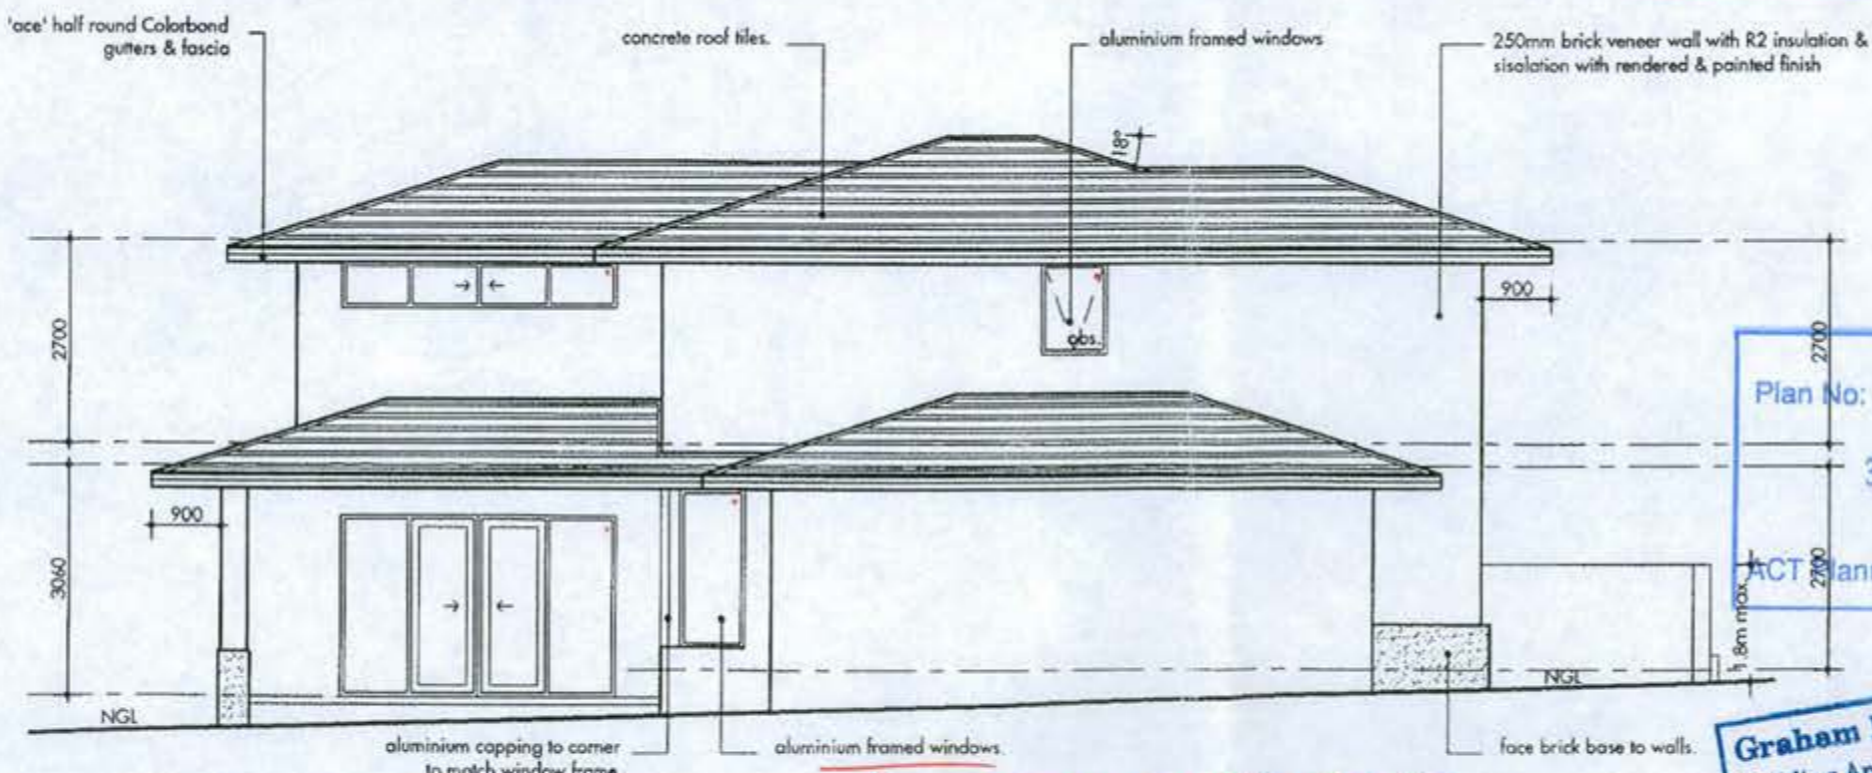 'ace' half round Colorbond
gutters & fascia
concrete roof tiles.
aluminium framed windows
250mm brick veneer wall with R2 insulation &
sisalation with rendered & painted finish
18°
900
obs.
2700
2700
Plan No:
900
3060
2700
ACT
1.8m max.
NGL
NGL
aluminium capping to corner
to match window frame
aluminium framed windows.
face brick base to walls.
Graham